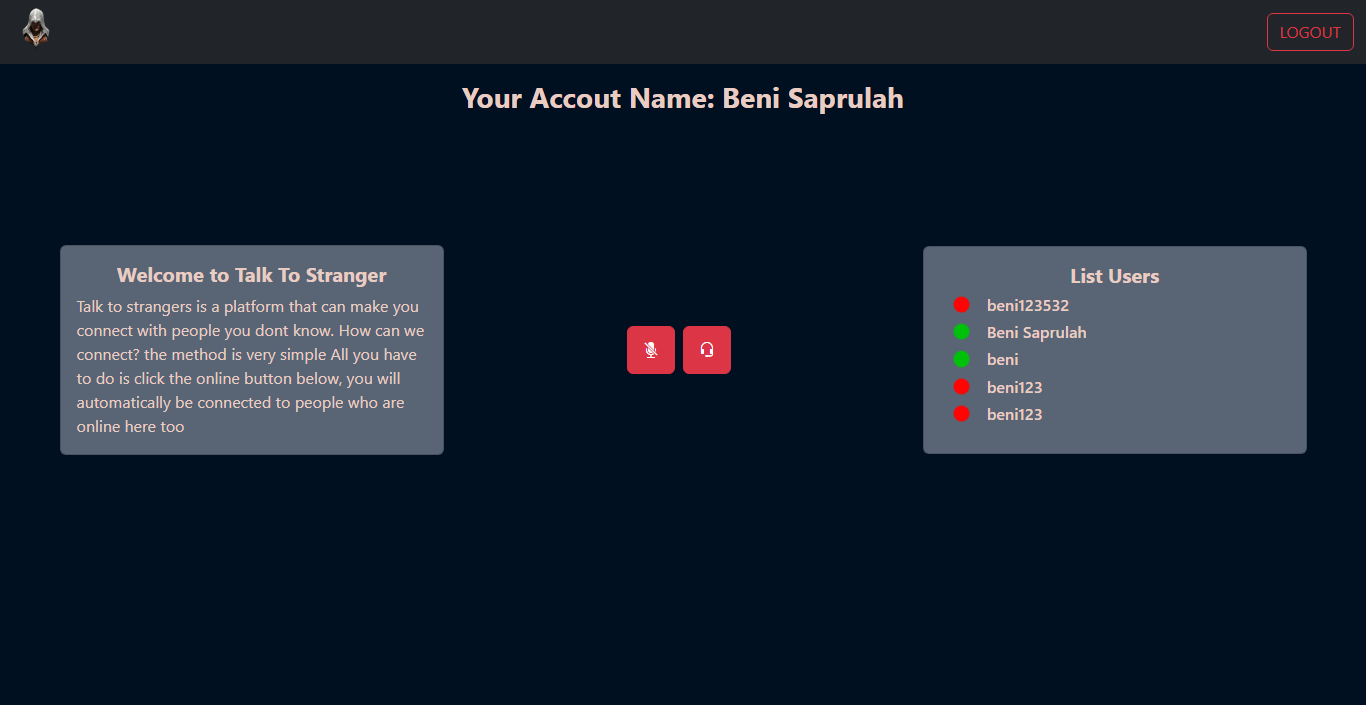 LOGOUT
Your Accout Name: Beni Saprulah
Welcome to Talk To Stranger
Talk to strangers is a platform that can make you
connect with people you dont know. How can we
connect? the method is very simple All you have
to do is click the online button below, you will
automatically be connected to people who are
online here too
List Users
beni123532
Beni Saprulah
beni
beni123
beni123